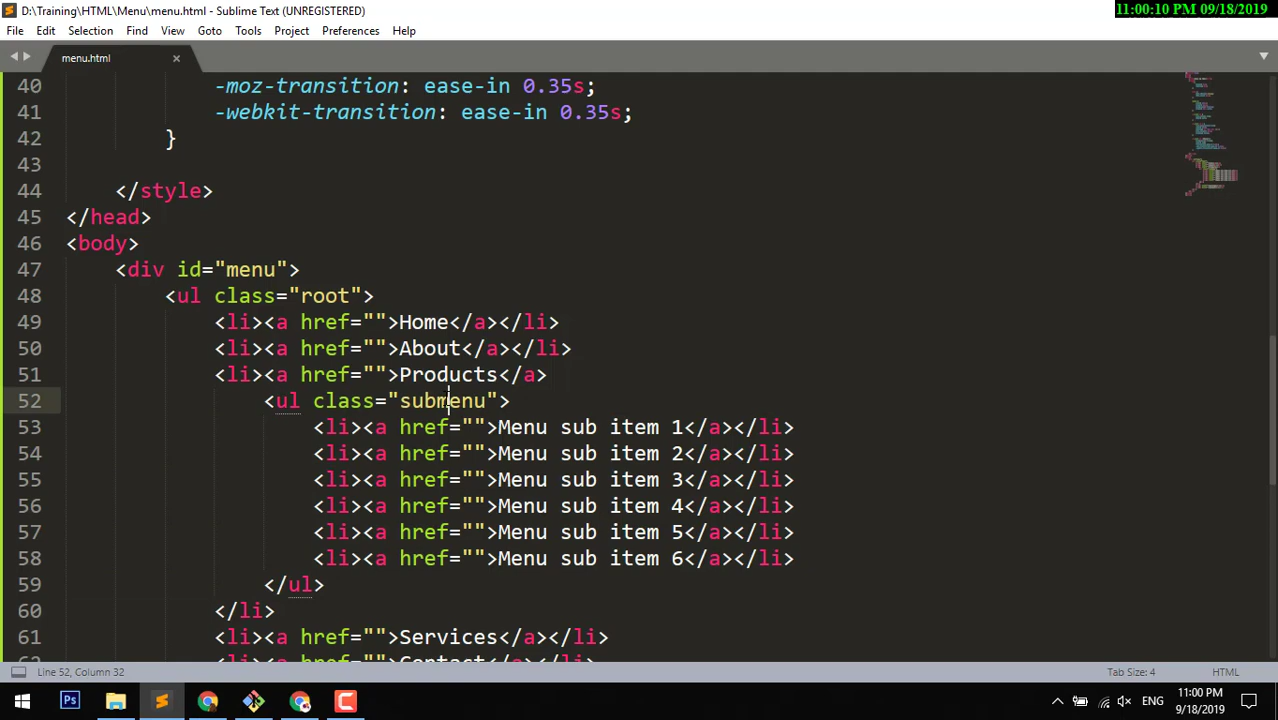 D:\Training\HTML\Menu\menu.html - Sublime Text (UNREGISTERED)
11:00:10 PM 09/18/2019
File Edit Selection Find View Goto Tools Project Preferences Help
menu.html ×
40 -moz-transition: ease-in 0.35s;
41 -webkit-transition: ease-in 0.35s;
42 }
43
44 </style>
45 </head>
46 <body>
47 <div id="menu">
48 <ul class="root">
49 <li><a href="">Home</a></li>
50 <li><a href="">About</a></li>
51 <li><a href="">Products</a>
52 <ul class="submenu">
53 <li><a href="">Menu sub item 1</a></li>
54 <li><a href="">Menu sub item 2</a></li>
55 <li><a href="">Menu sub item 3</a></li>
56 <li><a href="">Menu sub item 4</a></li>
57 <li><a href="">Menu sub item 5</a></li>
58 <li><a href="">Menu sub item 6</a></li>
59 </ul>
60 </li>
61 <li><a href="">Services</a></li>
62 <li><a href="">Contact</a></li>
Line 52, Column 32
Tab Size: 4
HTML
Ps
ENG
11:00 PM
9/18/2019